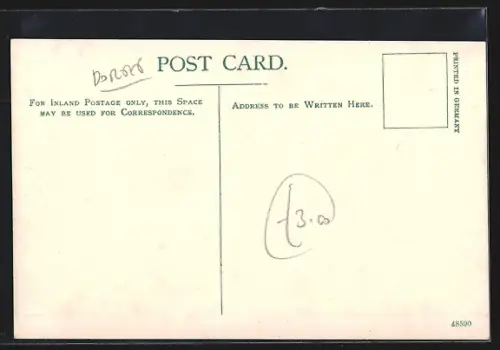 DORSET
POST CARD.
FOR INLAND POSTAGE ONLY, THIS SPACE
MAY BE USED FOR CORRESPONDENCE.
ADDRESS TO BE WRITTEN HERE.
PRINTED IN GERMANY
£3.00
48590